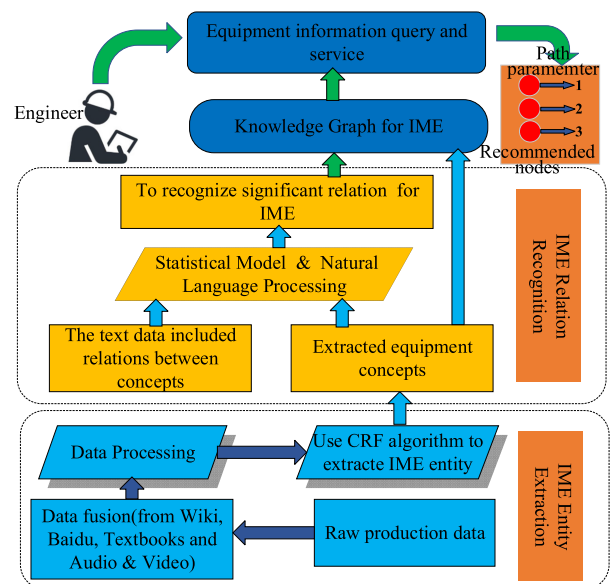 Equipment information query and
service
Path
paramemter
Engineer
1
2
3
Knowledge Graph for IME
Recommended
nodes
To recognize significant relation for
IME
Statistical Model & Natural
Language Processing
IME Relation
Recognition
The text data included
relations between
concepts
Extracted equipment
concepts
Data Processing
Use CRF algorithm to
extracte IME entity
IME Entity
Extraction
Data fusion(from Wiki,
Baidu, Textbooks and
Audio & Video)
Raw production data